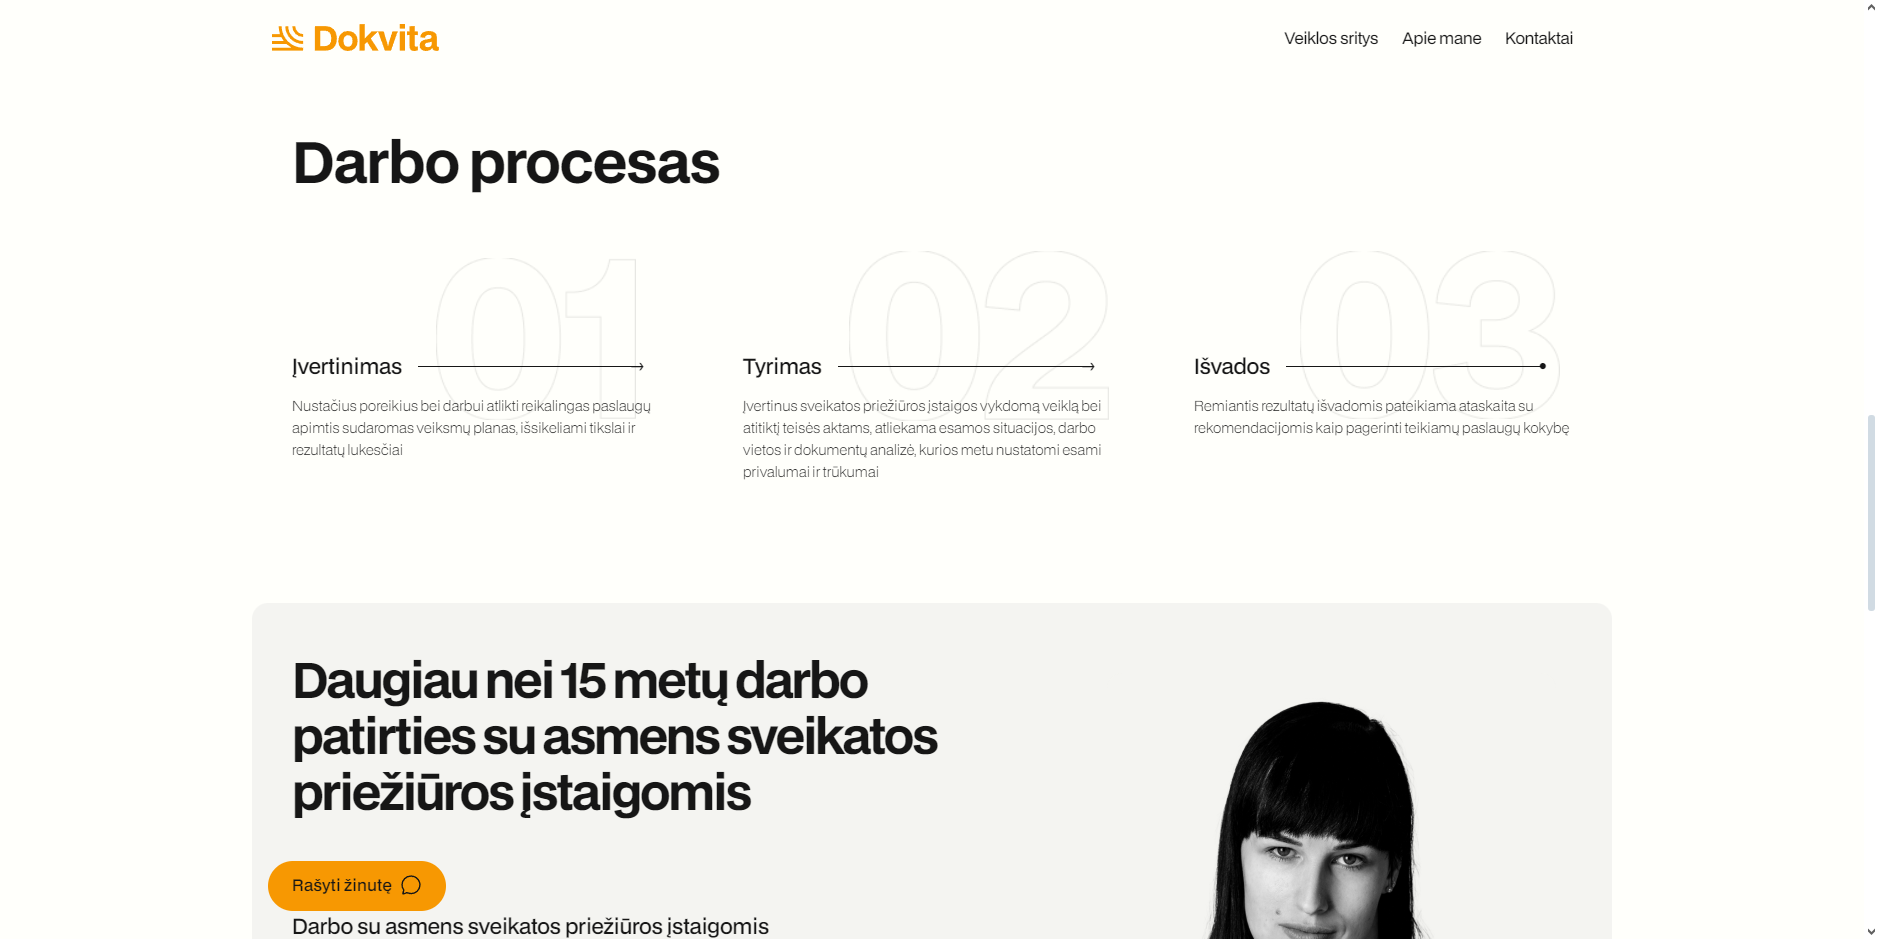 Dokvita
Veiklos sritys
Apie mane
Kontaktai
Darbo procesas
01
Įvertinimas
Nustačius poreikius bei darbui atlikti reikalingas paslaugų
apimtis sudaromas veiksmų planas, išsikeliami tikslai ir
rezultatų lukesčiai
02
Tyrimas
Įvertinus sveikatos priežiūros įstaigos vykdomą veiklą bei
atitiktį teisės aktams, atliekama esamos situacijos, darbo
vietos ir dokumentų analizė, kurios metu nustatomi esami
privalumai ir trūkumai
03
Išvados
Remiantis rezultatų išvadomis pateikiama ataskaita su
rekomendacijomis kaip pagerinti teikiamų paslaugų kokybę
Daugiau nei 15 metų darbo
patirties su asmens sveikatos
priežiūros įstaigomis
Rašyti žinutę
Darbo su asmens sveikatos priežiūros įstaigomis